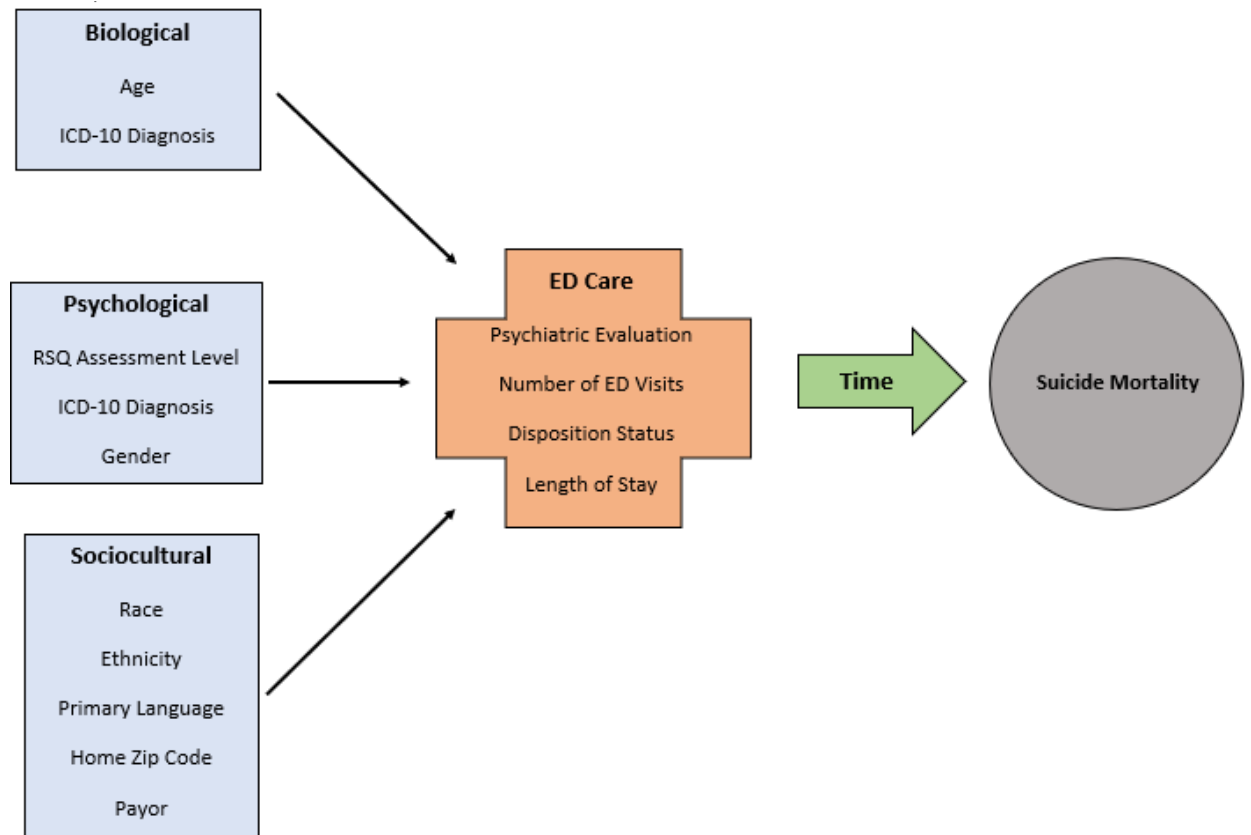 Biological
Age
ICD-10 Diagnosis
Psychological
RSQ Assessment Level
ICD-10 Diagnosis
Gender
Sociocultural
Race
Ethnicity
Primary Language
Home Zip Code
Payor
ED Care
Psychiatric Evaluation
Number of ED Visits
Disposition Status
Length of Stay
Time
Suicide Mortality